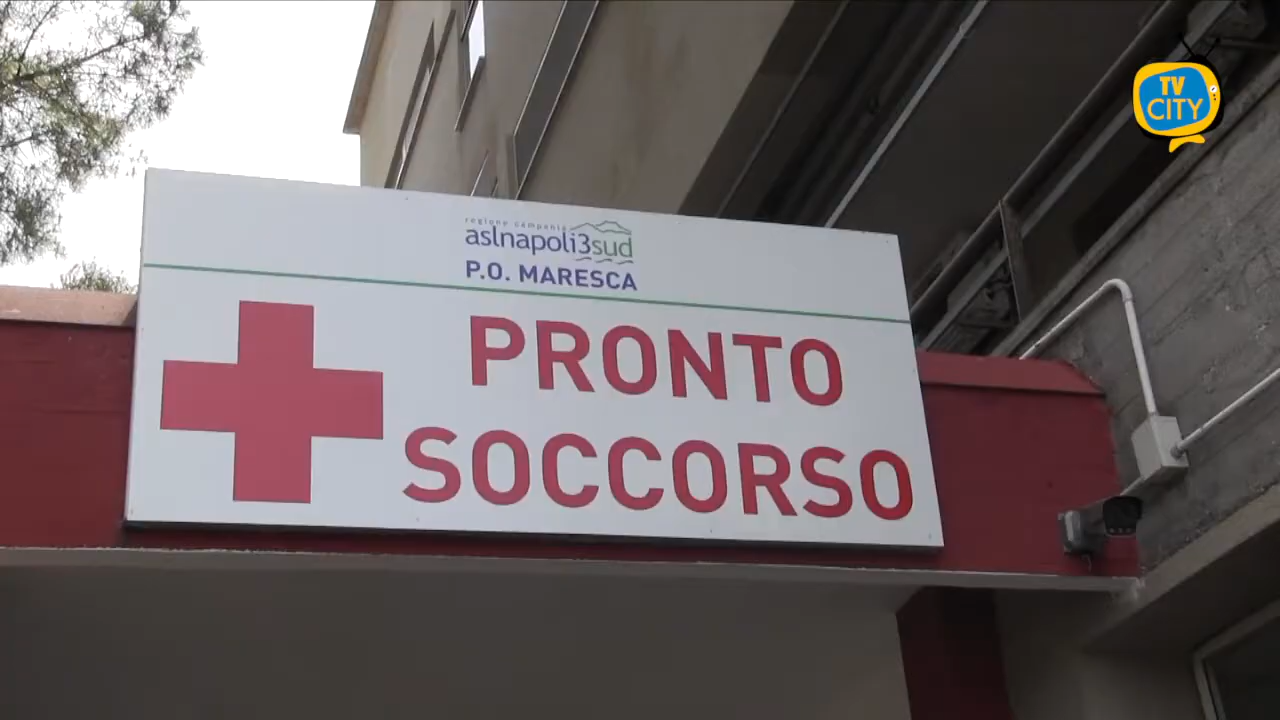 TV
CITY
regione campania
aslnapoli3sud
P.O. MARESCA
PRONTO
SOCCORSO